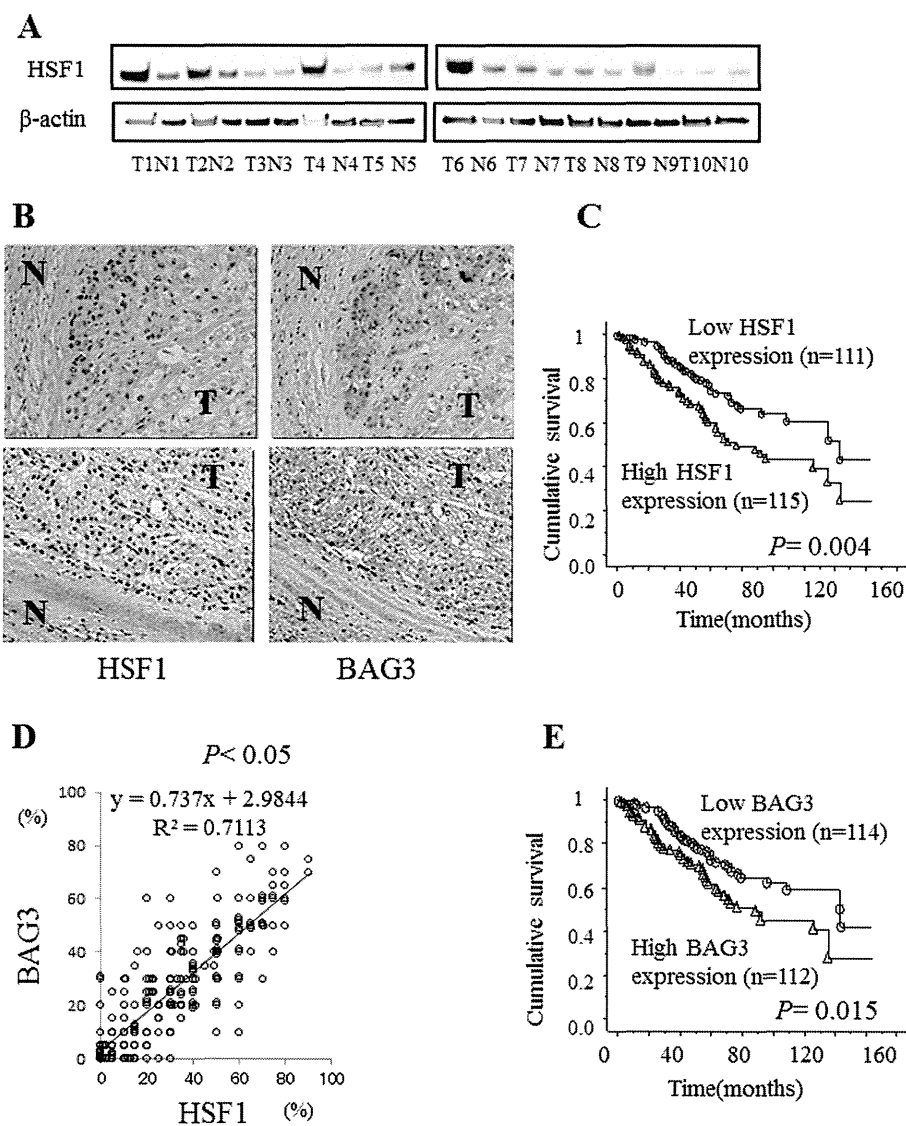 A
HSF1
β-actin
T1N1 T2N2 T3N3 T4 N4 T5 N5 T6 N6 T7 N7 T8 N8 T9 N9T10N10
B
N
T
N
T
T
N
T
N
HSF1
BAG3
C
Cumulative survival
1
0.8
0.6
0.4
0.2
0.0
Low HSF1
expression (n=111)
High HSF1
expression (n=115)
P= 0.004
0 40 80 120 160
Time(months)
D
P< 0.05
y = 0.737x + 2.9844
R² = 0.7113
(%)
BAG3
100
80
60
40
20
0
0 20 40 60 80 100
HSF1 (%)
E
Cumulative survival
1
0.8
0.6
0.4
0.2
0.0
Low BAG3
expression (n=114)
High BAG3
expression (n=112)
P= 0.015
0 40 80 120 160
Time(months)